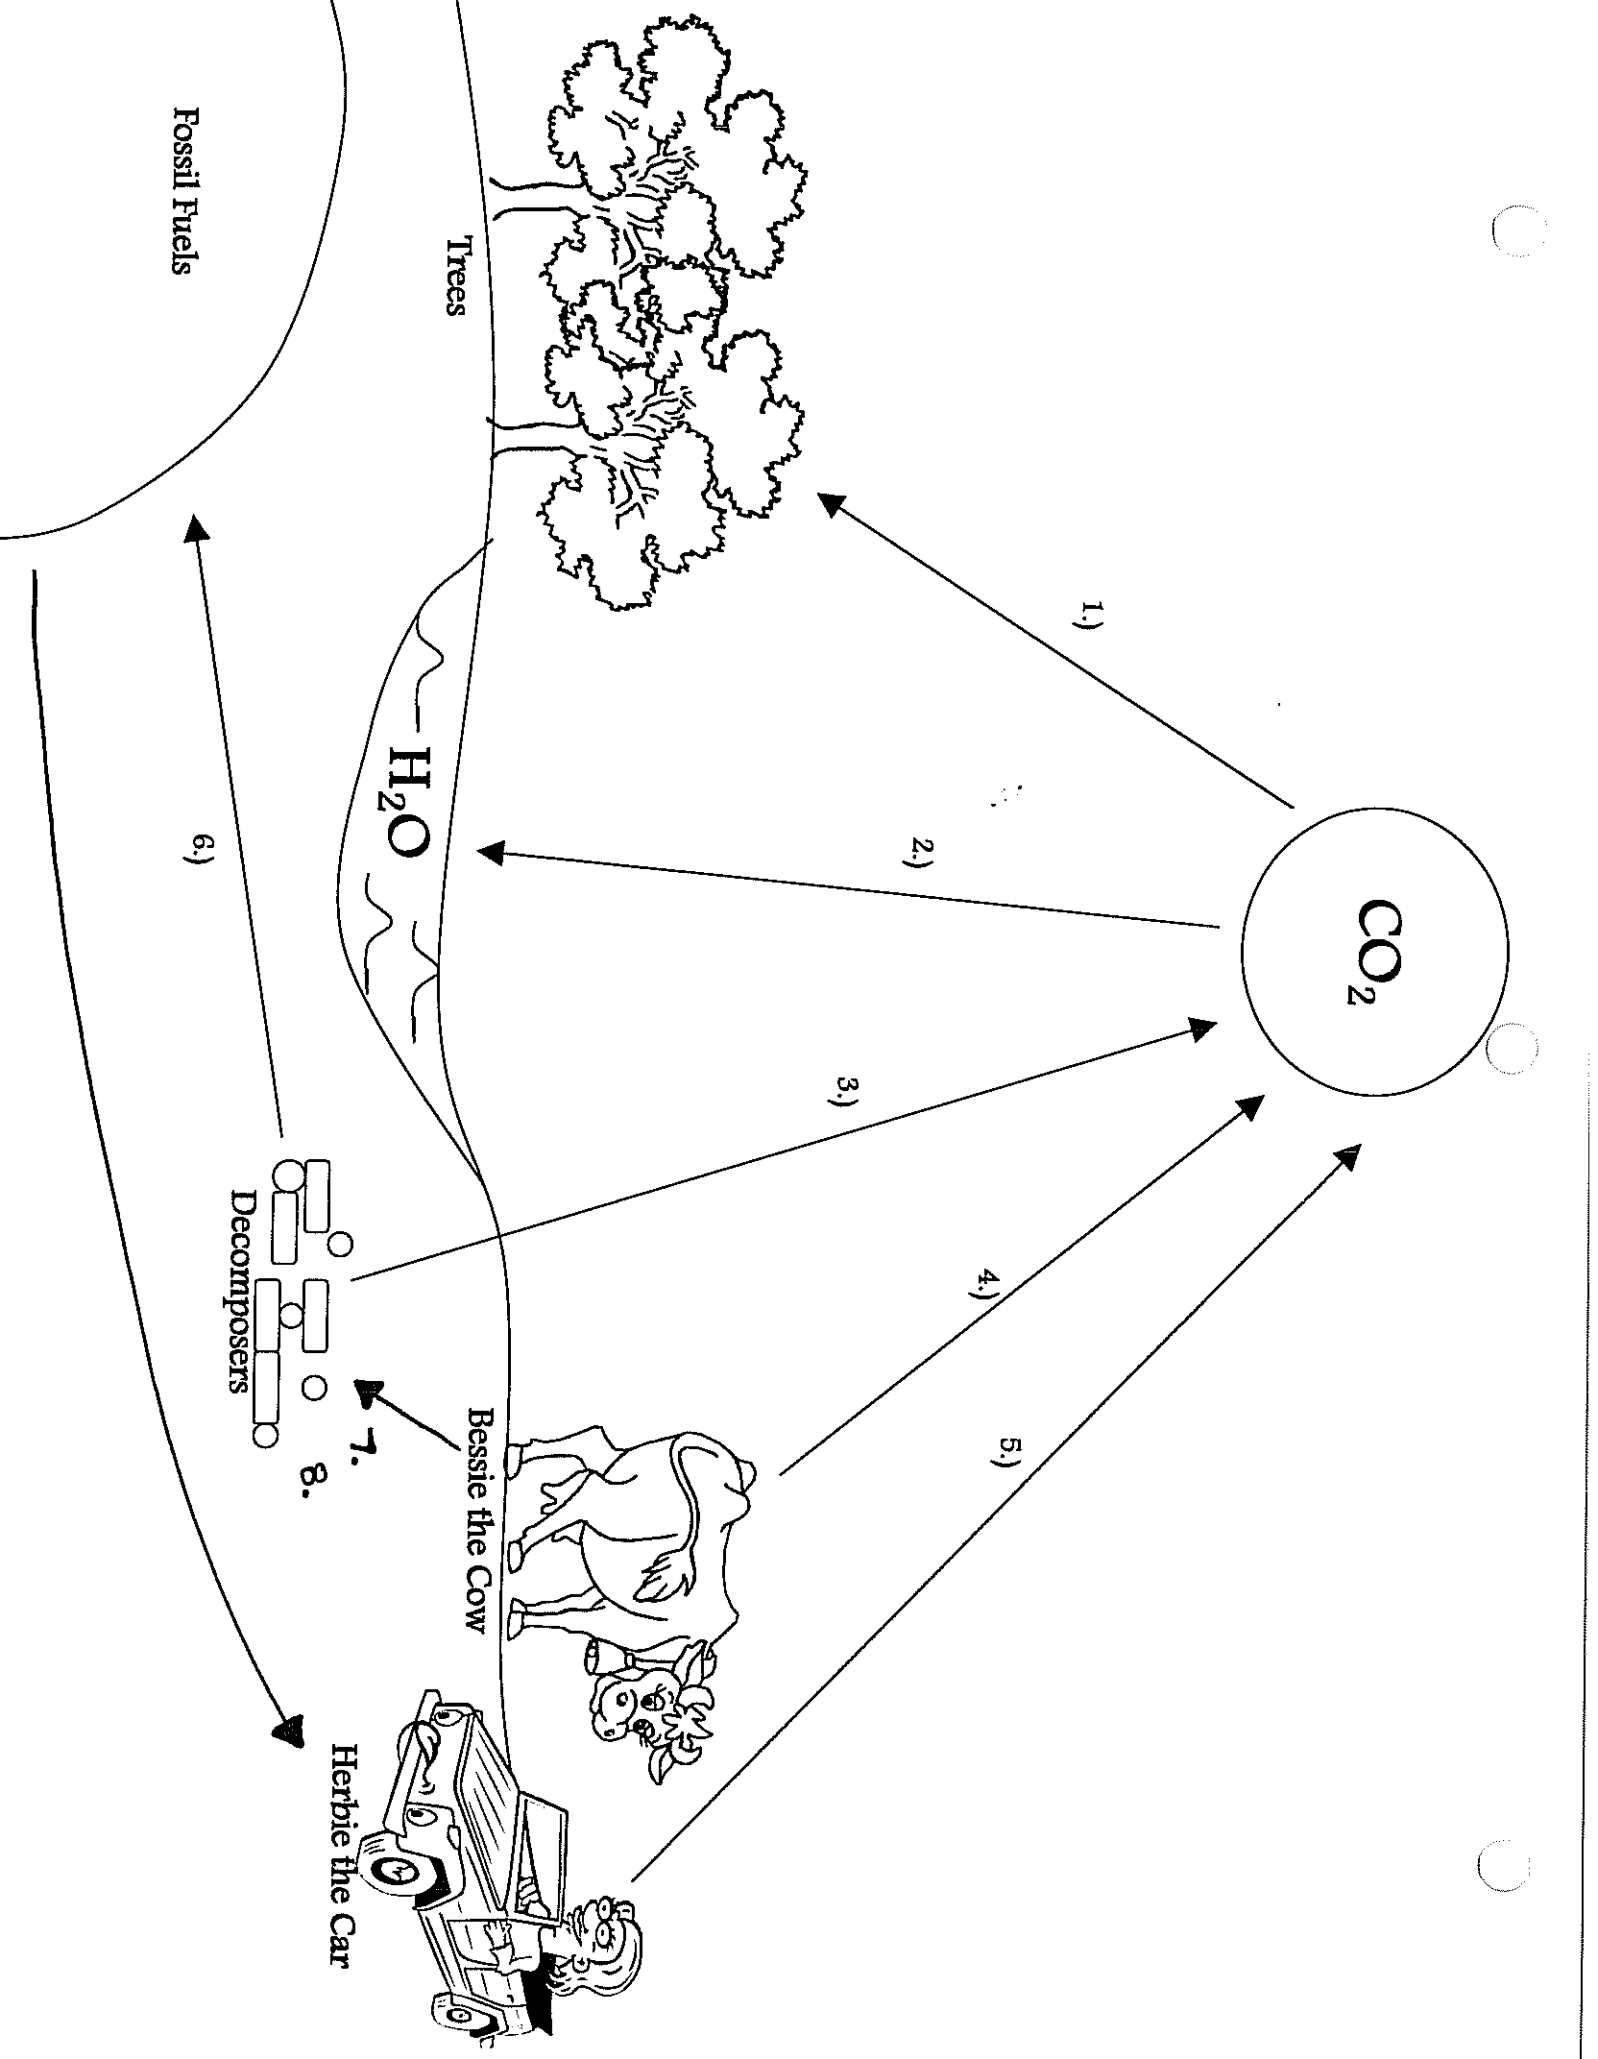 CO2
1.)
2.)
3.)
4.)
5.)
Trees
H2O
Bessie the Cow
7.
8.
Decomposers
Herbie the Car
6.)
Fossil Fuels